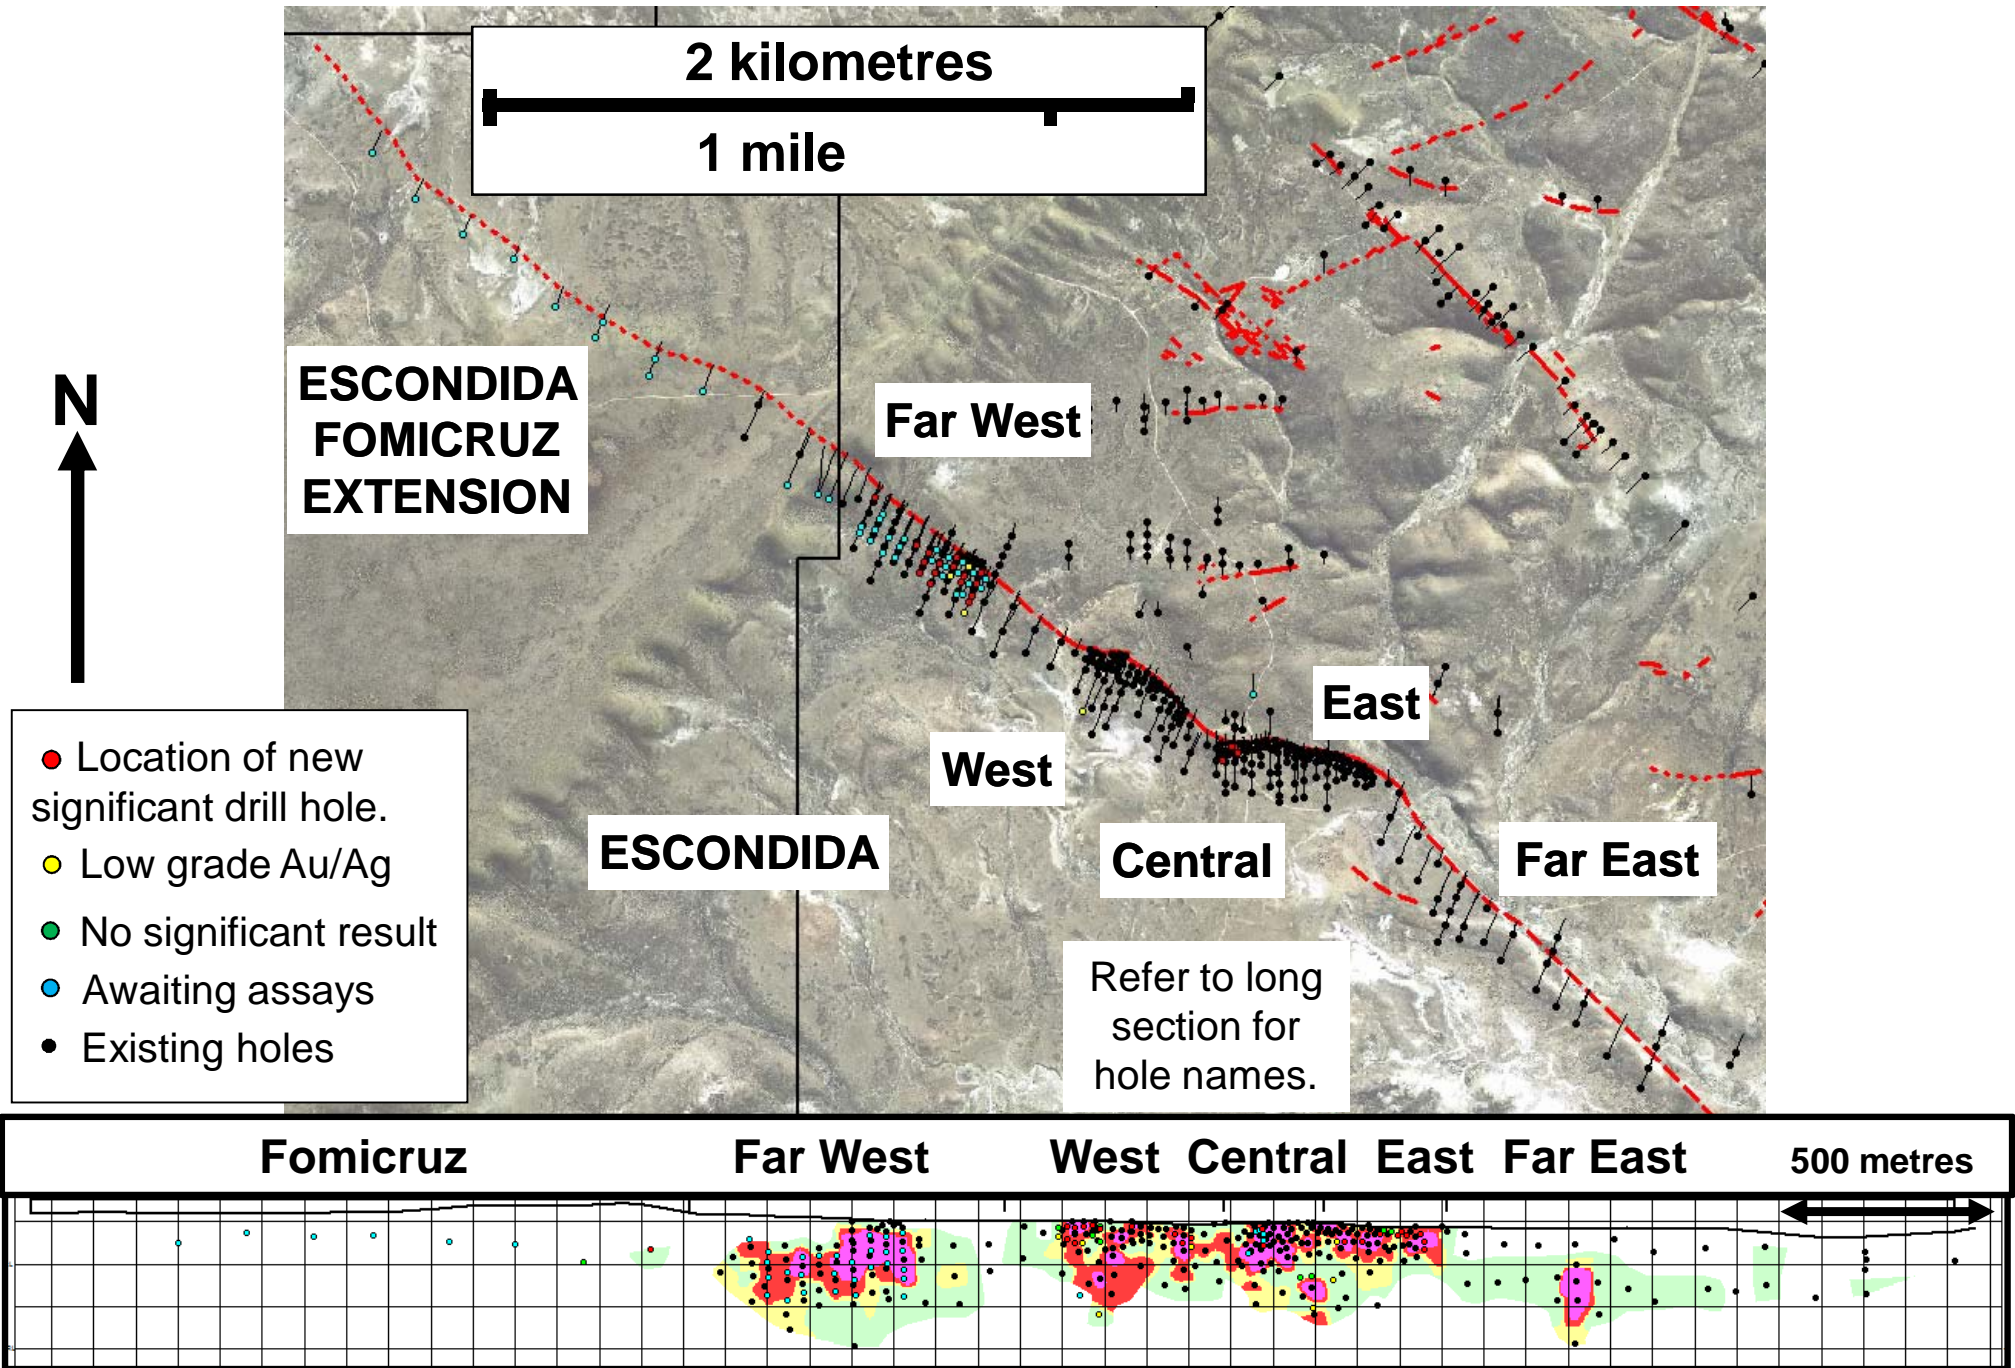 2 kilometres
1 mile
N
ESCONDIDA
FOMICRUZ
EXTENSION
Far West
East
West
ESCONDIDA
Central
Far East
Refer to long
section for
hole names.
Location of new
significant drill hole.
Low grade Au/Ag
No significant result
Awaiting assays
Existing holes
Fomicruz Far West West Central East Far East 500 metres